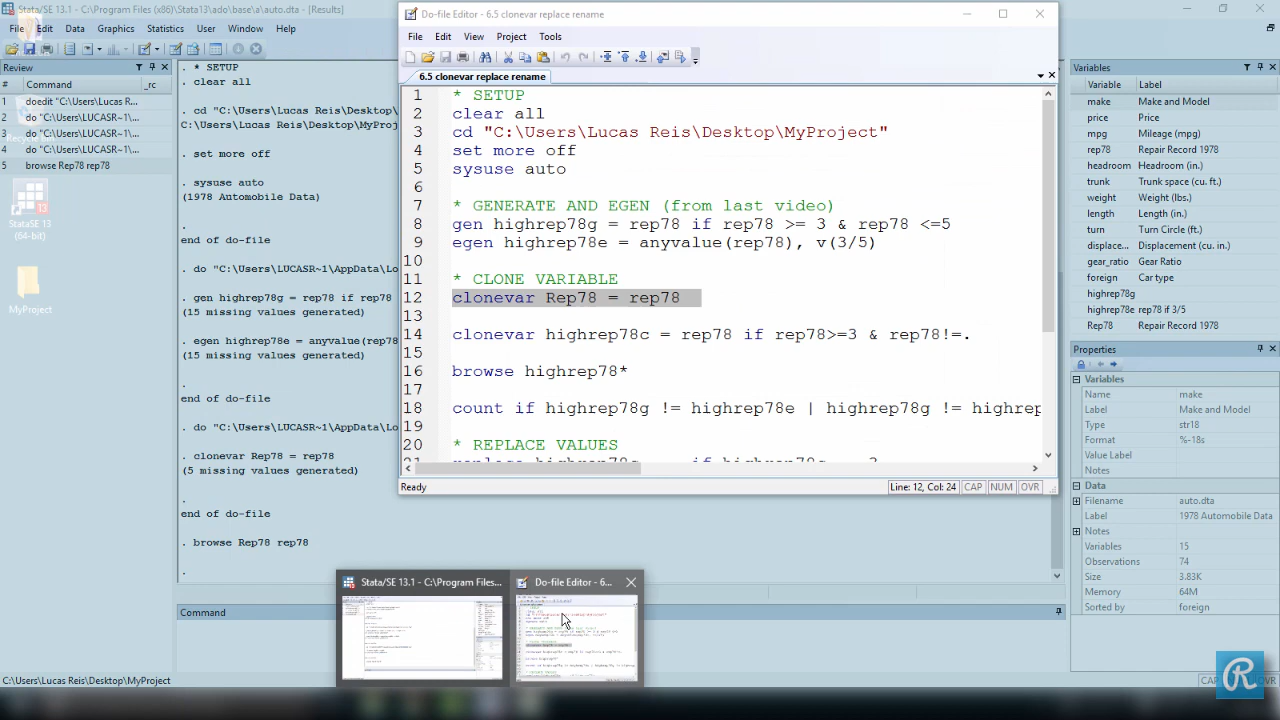 Stata/SE 13.1 - C:\Program Files (x86)\Stata13\ado\base\a\auto.dta - [Results]
File Edit Data Graphics Statistics User Window Help
Review
# Command _rc
1 doedit "C:\Users\Lucas R...
2 do "C:\Users\LUCASR~1\...
3 do "C:\Users\LUCASR~1\...
4 do "C:\Users\LUCASR~1\...
5 browse Rep78 rep78
StataSE 13
(64-bit)
MyProject
. * SETUP
. clear all
. cd "C:\Users\Lucas Reis\Desktop\
C:\Users\Lucas Reis\Desktop\MyProj
. set more off
. sysuse auto
(1978 Automobile Data)
.
end of do-file
. do "C:\Users\LUCASR~1\AppData\Lo
. gen highrep78g = rep78 if rep78
(15 missing values generated)
. egen highrep78e = anyvalue(rep78
(15 missing values generated)
.
end of do-file
. do "C:\Users\LUCASR~1\AppData\Lo
. clonevar Rep78 = rep78
(5 missing values generated)
.
end of do-file
. browse Rep78 rep78
.
Command
Do-file Editor - 6.5 clonevar replace rename
File Edit View Project Tools
6.5 clonevar replace rename
1 * SETUP
2 clear all
3 cd "C:\Users\Lucas Reis\Desktop\MyProject"
4 set more off
5 sysuse auto
6
7 * GENERATE AND EGEN (from last video)
8 gen highrep78g = rep78 if rep78 >= 3 & rep78 <=5
9 egen highrep78e = anyvalue(rep78), v(3/5)
10
11 * CLONE VARIABLE
12 clonevar Rep78 = rep78
13
14 clonevar highrep78c = rep78 if rep78>=3 & rep78!=.
15
16 browse highrep78*
17
18 count if highrep78g != highrep78e | highrep78g != highrep
19
20 * REPLACE VALUES
Ready
Line: 12, Col: 24 CAP NUM OVR
Variables
Variable Label
make Make and Model
price Price
mpg Mileage (mpg)
rep78 Repair Record 1978
headroom Headroom (in.)
trunk Trunk space (cu. ft.)
weight Weight (lbs.)
length Length (in.)
turn Turn Circle (ft.)
displace... Displacement (cu. in.)
gear_ratio Gear Ratio
foreign Car type
highrep78g
highrep78e rep78 if 3/5
Rep78 Repair Record 1978
Properties
Variables
Name make
Label Make and Model
Type str18
Format %-18s
Value Label
Notes
Data
Filename auto.dta
Label 1978 Automobile Data
Notes
Variables 15
Observations 74
Size 3.83K
Memory 64M
Sorted by foreign
Stata/SE 13.1 - C:\Program Files...
Do-file Editor - 6...